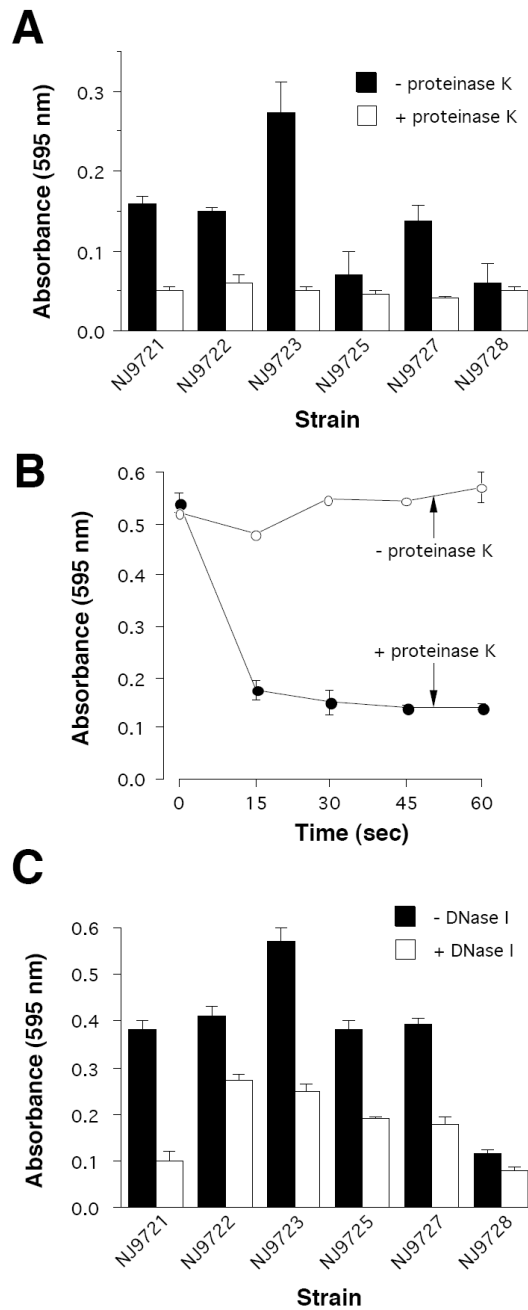 A
Absorbance (595 nm)
0.3
0.2
0.1
0.0
- proteinase K
+ proteinase K
NJ9721
NJ9722
NJ9723
NJ9725
NJ9727
NJ9728
Strain
B
Absorbance (595 nm)
0.6
0.5
0.4
0.3
0.2
0.1
0.0
- proteinase K
+ proteinase K
0
15
30
45
60
Time (sec)
C
Absorbance (595 nm)
0.6
0.5
0.4
0.3
0.2
0.1
0.0
- DNase I
+ DNase I
NJ9721
NJ9722
NJ9723
NJ9725
NJ9727
NJ9728
Strain